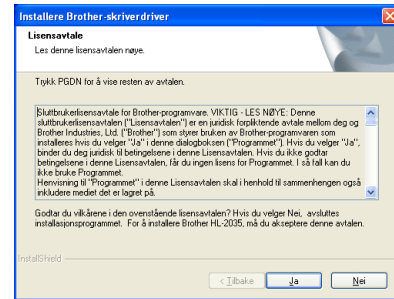 Installere Brother-skriverdriver
Lisensavtale
Les denne lisensavtalen nøye.
Trykk PGDN for å vise resten av avtalen.
Sluttbrukerlisensavtale for Brother-programvare. VIKTIG - LES NØYE: Denne
sluttbrukerlisensavtalen ("Lisensavtalen") er en juridisk forpliktende avtale mellom deg og
Brother Industries, Ltd. ("Brother") som styrer bruken av Brother-programvaren som
installeres hvis du velger "Ja", i denne dialogboksen ("Programmet"). Hvis du velger "Ja",
binder du deg juridisk til betingelsene i denne Lisensavtalen. Hvis du ikke godtar
betingelsene i denne Lisensavtalen, får du ingen lisens for Programmet. I så fall kan du
ikke bruke Programmet.
Henvisning til "Programmet" i denne Lisensavtalen skal i henhold til sammenhengen også
inkludere mediet det er lagret på.
Godtar du vilkårene i den ovenstående lisensavtalen? Hvis du velger Nei, avsluttes
installasjonsprogrammet. For å installere Brother HL-2035, må du akseptere denne avtalen.
InstallShield
< Tilbake
Ja
Nei